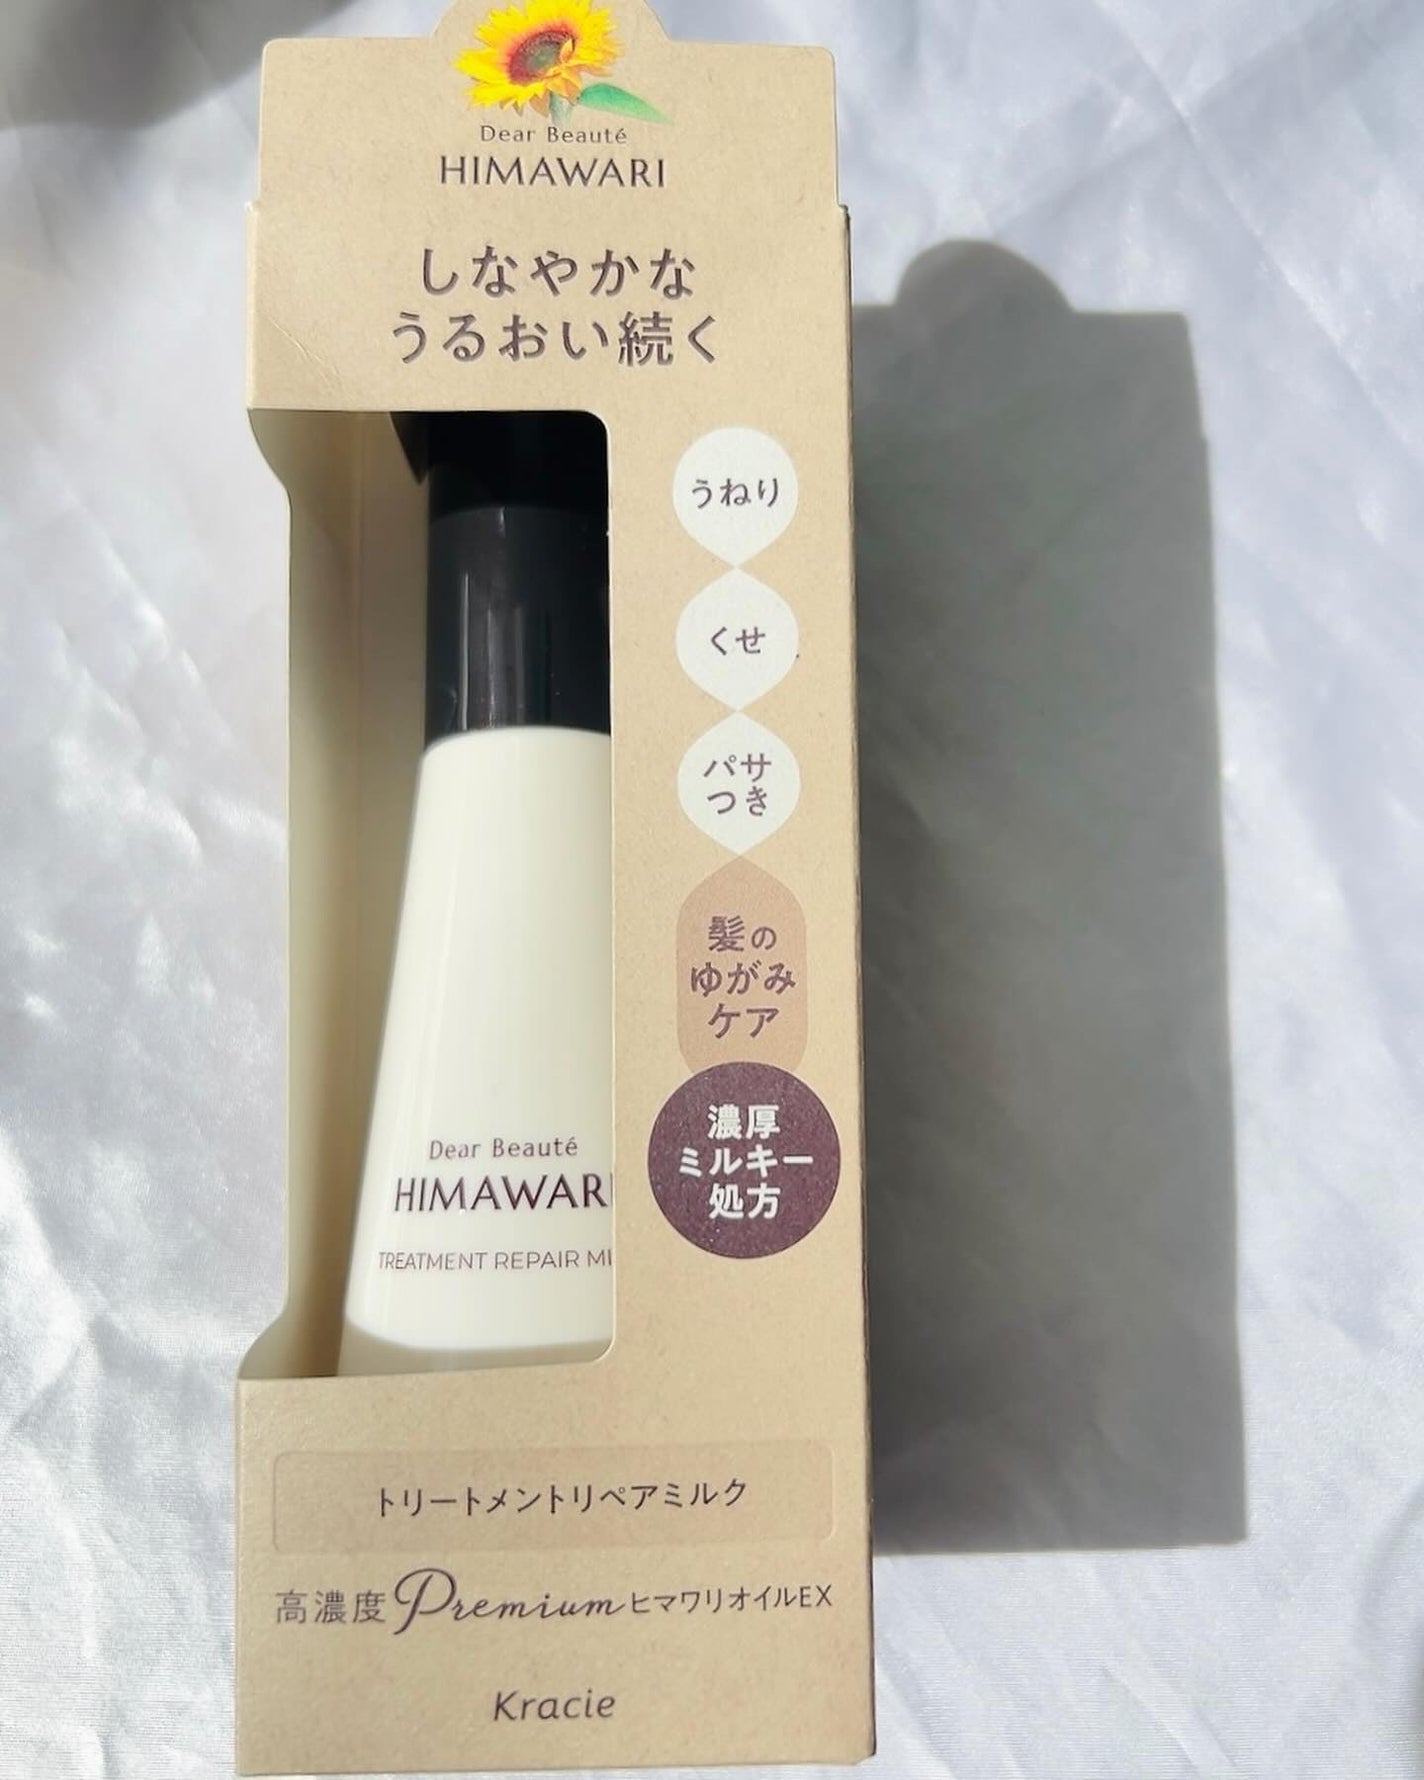 Dear Beauté
HIMAWARI
しなやかな
うるおい続く
うねり
くせ
パサ
つき
髪の
ゆがみ
ケア
濃厚
ミルキー
処方
Dear Beauté
HIMAWARI
TREATMENT REPAIR MI
トリートメントリペアミルク
高濃度Premiumヒマワリオイル EX
Kracie